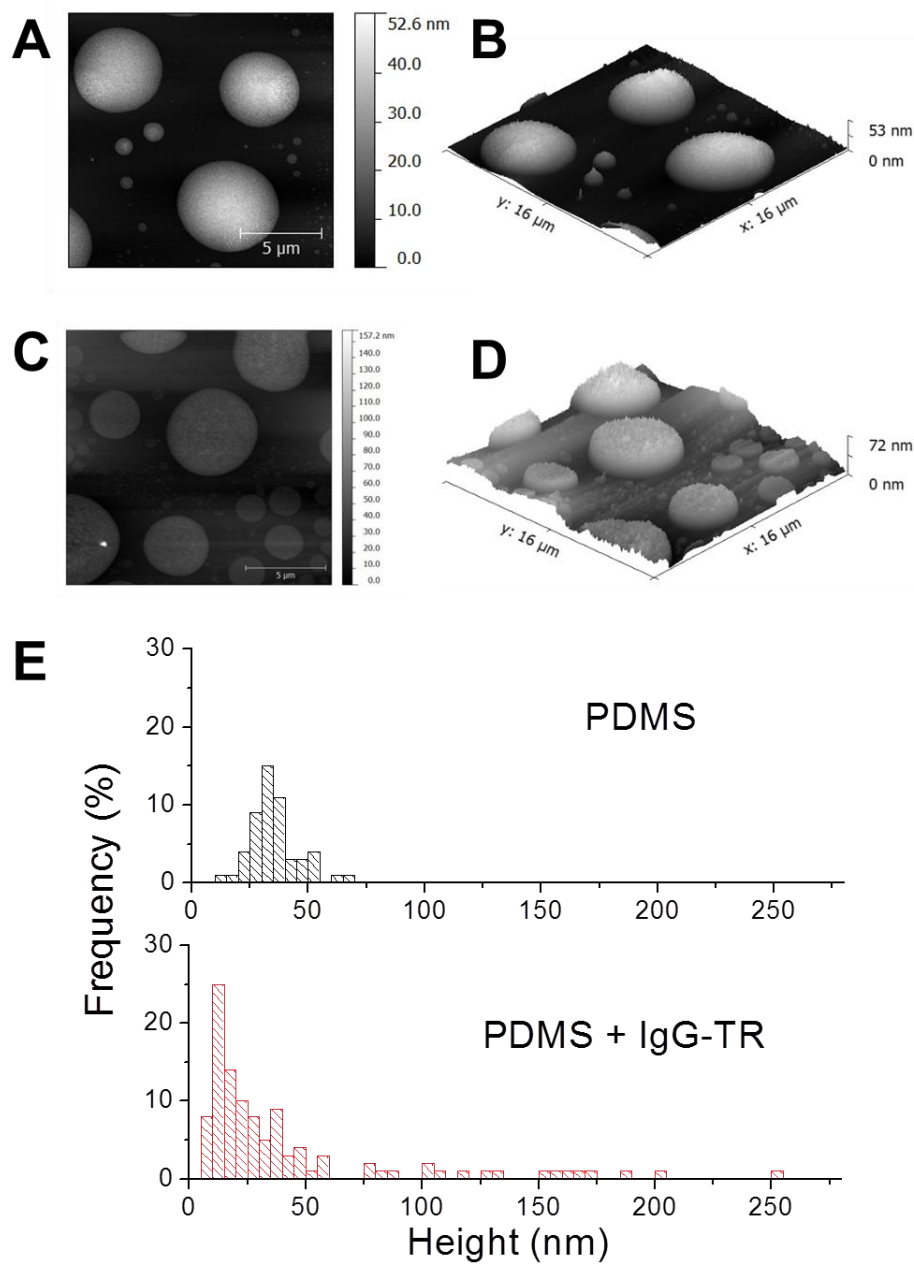 A
52.6 nm
40.0
30.0
20.0
10.0
0.0
5 µm
B
53 nm
0 nm
y: 16 µm
x: 16 µm
C
157.2 nm
140.0
120.0
110.0
100.0
90.0
80.0
70.0
60.0
50.0
40.0
30.0
20.0
10.0
0.0
5 µm
D
72 nm
0 nm
y: 16 µm
x: 16 µm
E
30
20
10
0
PDMS
0 50 100 150 200 250
Frequency (%)
30
20
10
0
PDMS + IgG-TR
0 50 100 150 200 250
Height (nm)